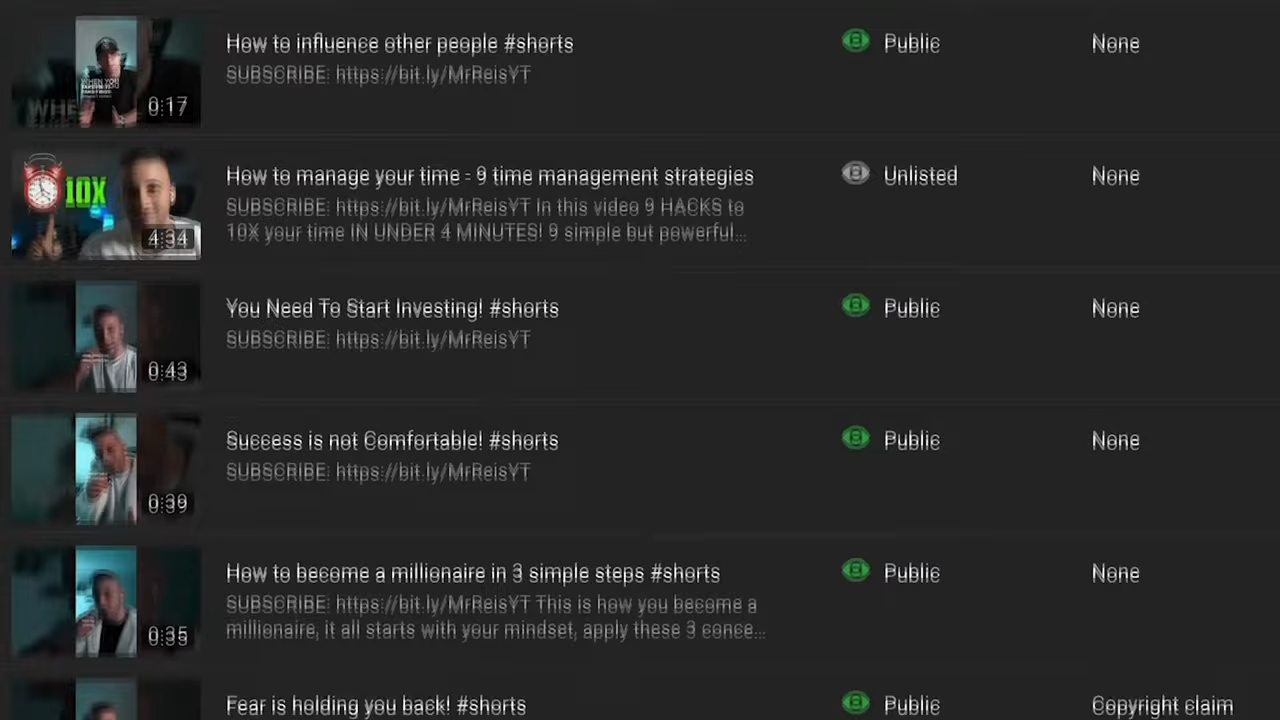 How to influence other people #shorts
Public
None
SUBSCRIBE: https://bit.ly/MrReisYT
WHEN YOU
WHE
0:17
How to manage your time - 9 time management strategies
Unlisted
None
10X
SUBSCRIBE: https://bit.ly/MrReisYT In this video 9 HACKS to
10X your time IN UNDER 4 MINUTES! 9 simple but powerful...
4:34
You Need To Start Investing! #shorts
Public
None
SUBSCRIBE: https://bit.ly/MrReisYT
0:43
Success is not Comfortable! #shorts
Public
None
SUBSCRIBE: https://bit.ly/MrReisYT
0:39
How to become a millionaire in 3 simple steps #shorts
Public
None
SUBSCRIBE: https://bit.ly/MrReisYT This is how you become a
millionaire, it all starts with your mindset, apply these 3 conce...
0:35
Fear is holding you back! #shorts
Public
Copyright claim